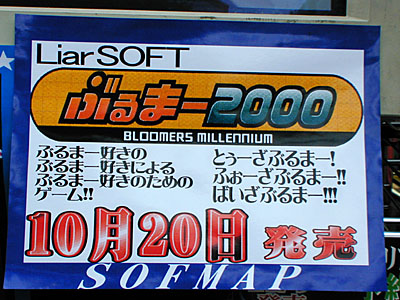 Liar SOFT
ぶるまー2000
BLOOMERS MILLENNIUM
ぶるまー好きの
ぶるまー好きによる
ぶるまー好きのための
ゲーム!!
とぅーざぶるまー!
ふぉーざぶるまー!!
ばいざぶるまー!!!
10月20日 発売
SOFMAP